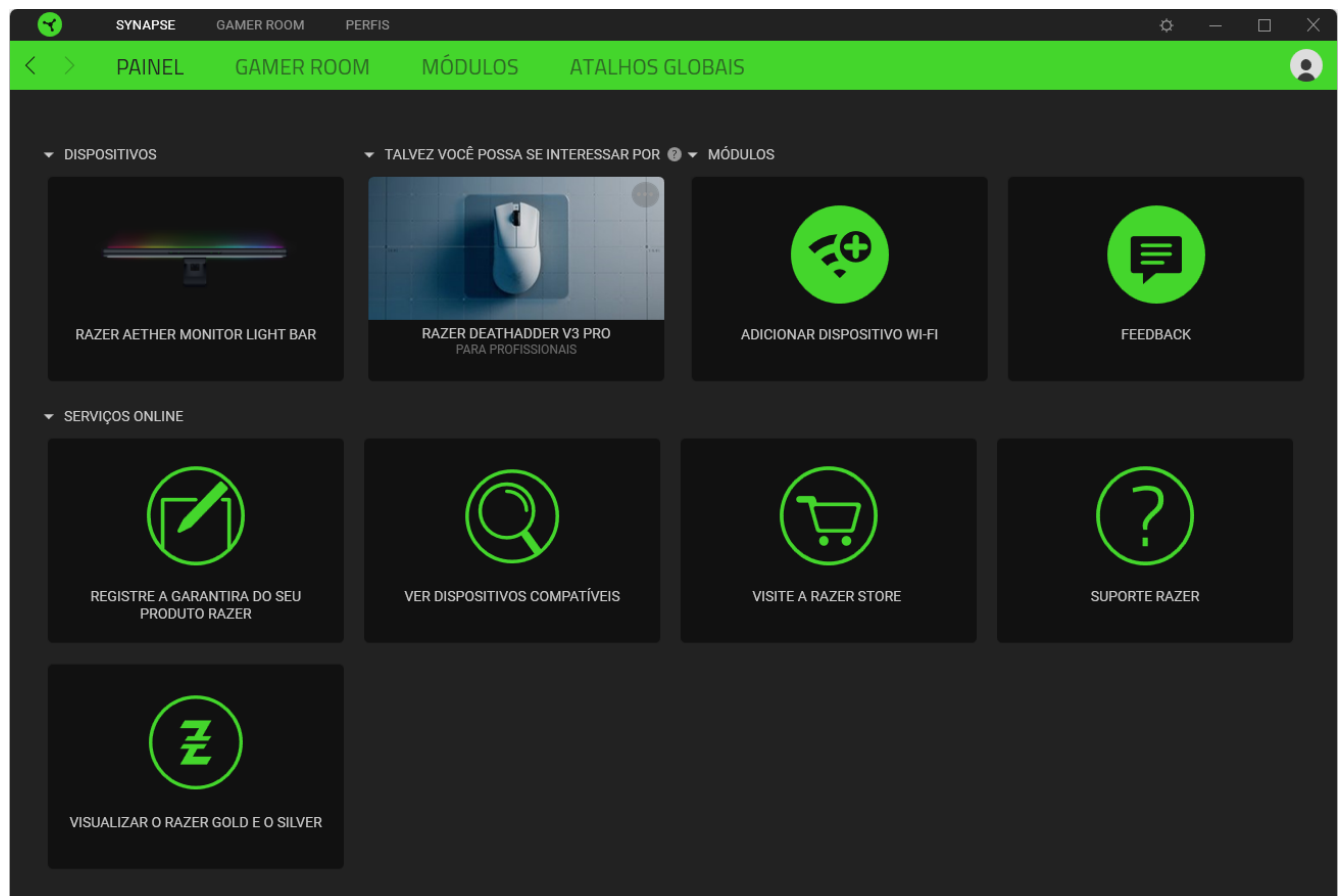 SYNAPSE
GAMER ROOM
PERFIS
PAINEL
GAMER ROOM
MÓDULOS
ATALHOS GLOBAIS
DISPOSITIVOS
TALVEZ VOCÊ POSSA SE INTERESSAR POR ?
MÓDULOS
RAZER AETHER MONITOR LIGHT BAR
RAZER DEATHADDER V3 PRO
PARA PROFISSIONAIS
ADICIONAR DISPOSITIVO WI-FI
FEEDBACK
SERVIÇOS ONLINE
REGISTRE A GARANTIRA DO SEU
PRODUTO RAZER
VER DISPOSITIVOS COMPATÍVEIS
VISITE A RAZER STORE
SUPORTE RAZER
VISUALIZAR O RAZER GOLD E O SILVER